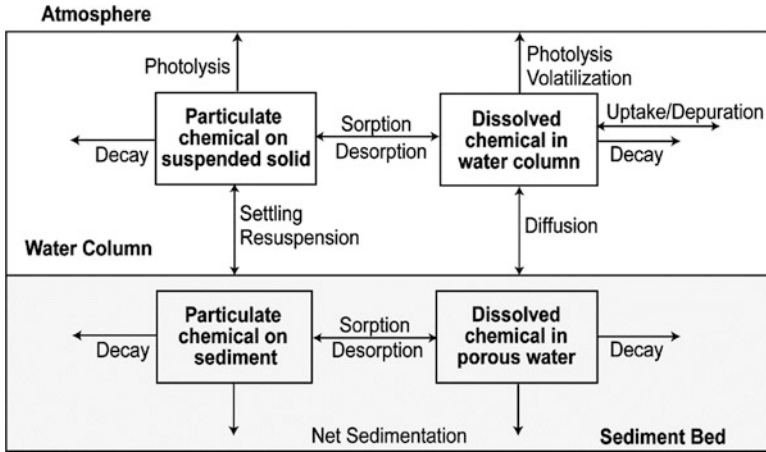 Atmosphere
Photolysis
Photolysis
Volatilization
Particulate
chemical on
suspended solid
Sorption
Desorption
Dissolved
chemical in
water column
Uptake/Depuration
Decay
Decay
Settling
Resuspension
Diffusion
Water Column
Particulate
chemical on
sediment
Sorption
Desorption
Dissolved
chemical in
porous water
Decay
Decay
Net Sedimentation
Sediment Bed